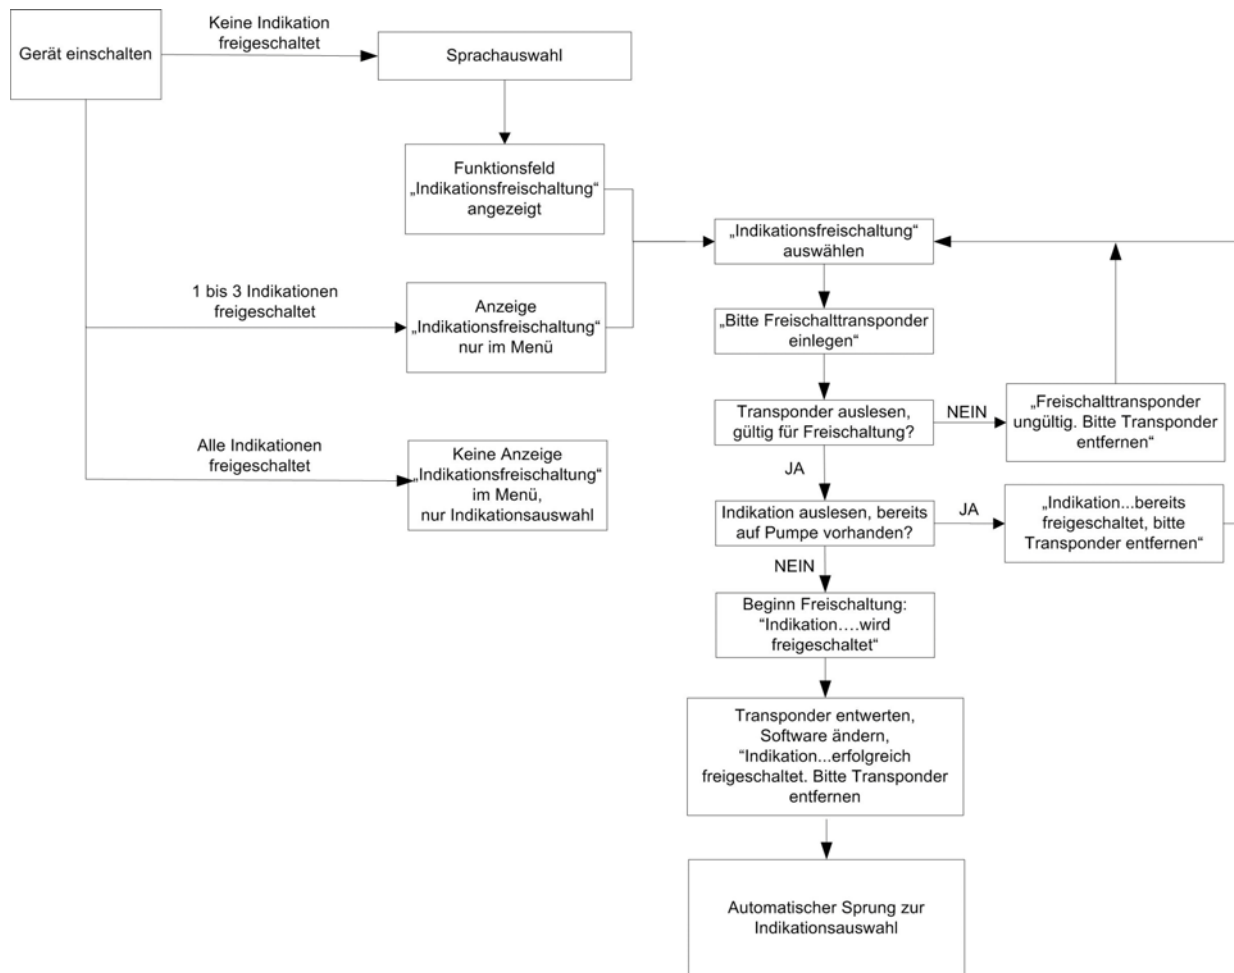 Gerät einschalten
Keine Indikation
freigeschaltet
Sprachauswahl
Funktionsfeld
„Indikationsfreischaltung“
angezeigt
1 bis 3 Indikationen
freigeschaltet
Anzeige
„Indikationsfreischaltung“
nur im Menü
Alle Indikationen
freigeschaltet
Keine Anzeige
„Indikationsfreischaltung“
im Menü,
nur Indikationsauswahl
„Indikationsfreischaltung“
auswählen
„Bitte Freischalttransponder
einlegen“
Transponder auslesen,
gültig für Freischaltung?
NEIN
„Freischalttransponder
ungültig. Bitte Transponder
entfernen“
JA
Indikation auslesen, bereits
auf Pumpe vorhanden?
JA
„Indikation...bereits
freigeschaltet, bitte
Transponder entfernen“
NEIN
Beginn Freischaltung:
“Indikation….wird
freigeschaltet“
Transponder entwerten,
Software ändern,
“Indikation...erfolgreich
freigeschaltet. Bitte Transponder
entfernen
Automatischer Sprung zur
Indikationsauswahl